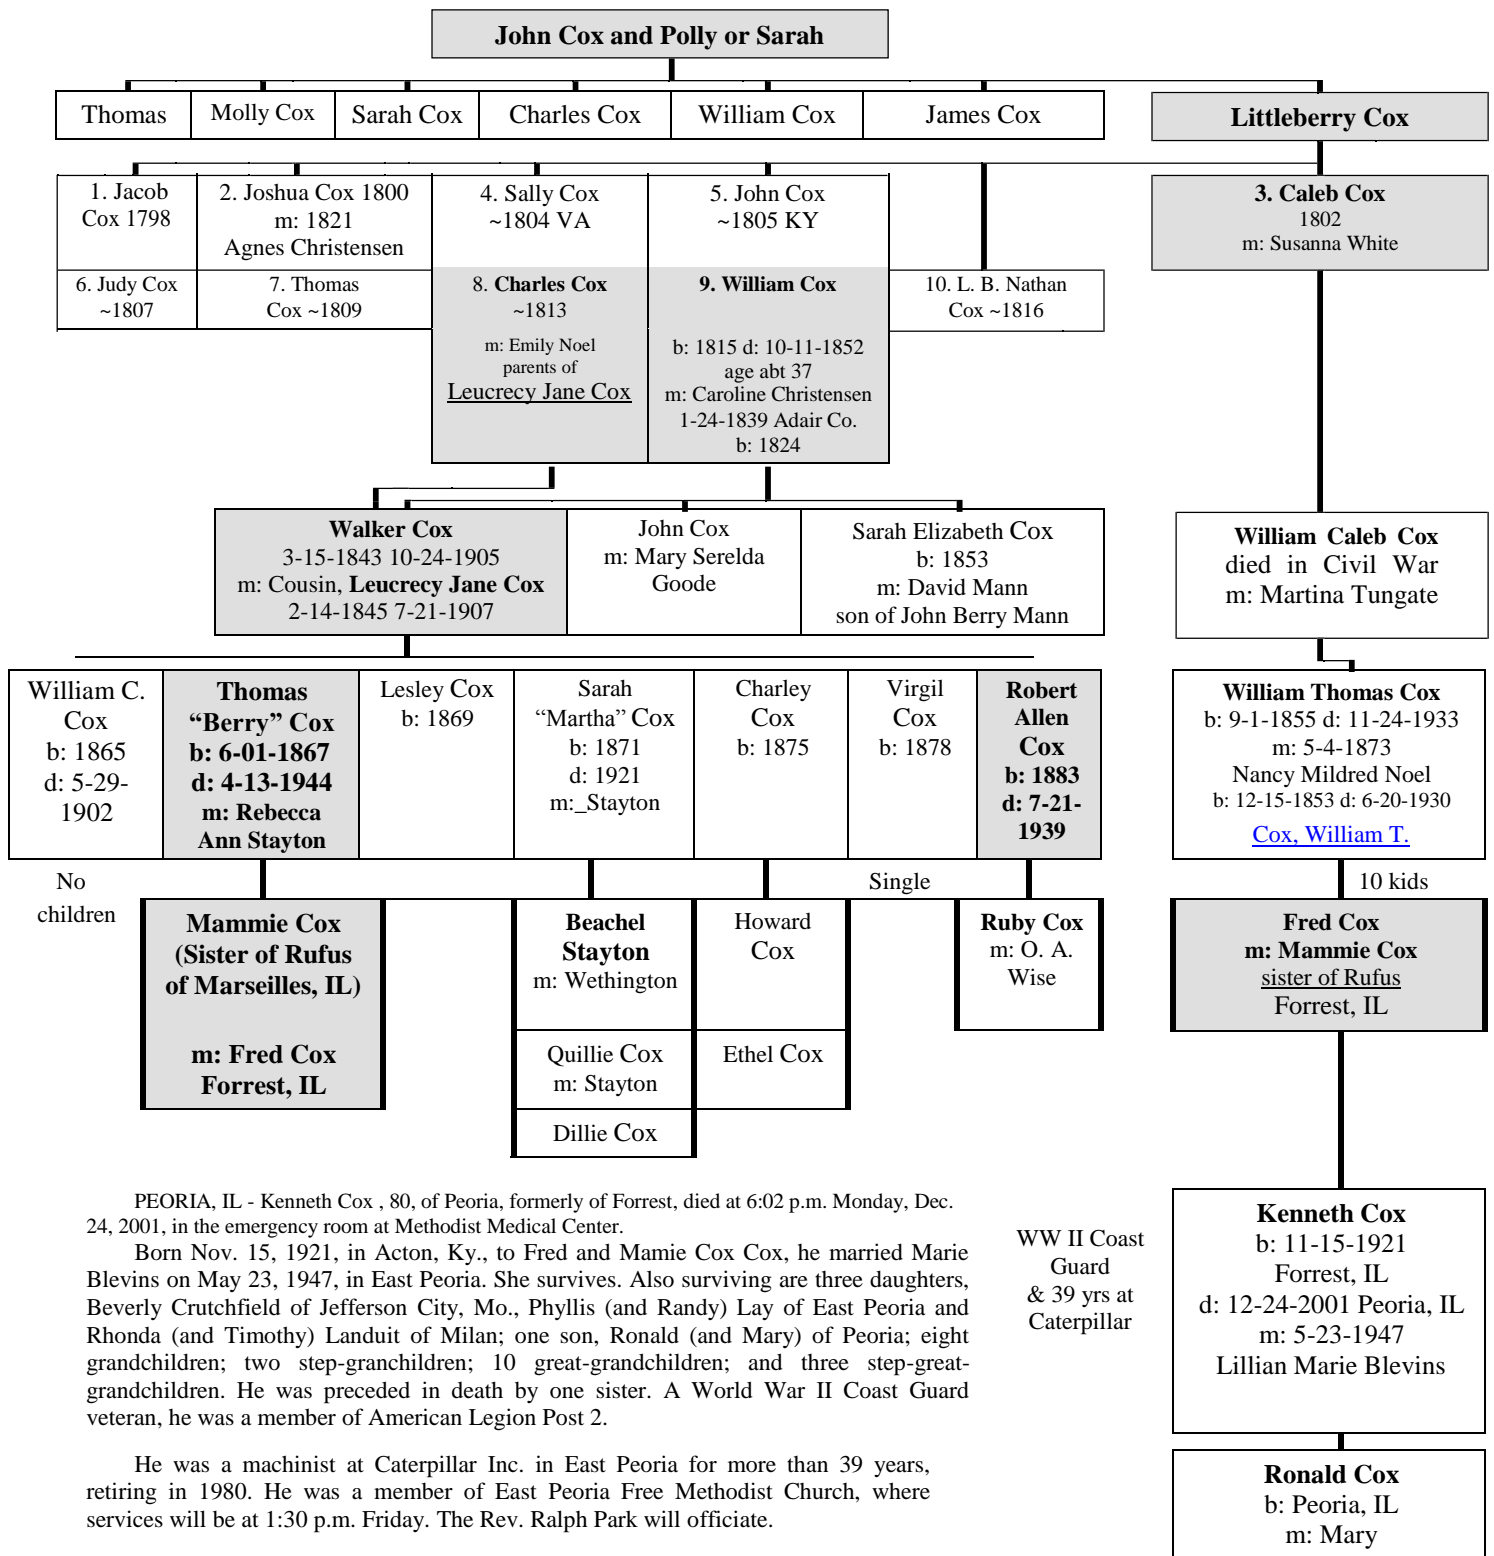 John Cox and Polly or Sarah
Thomas
Molly Cox
Sarah Cox
Charles Cox
William Cox
James Cox
Littleberry Cox
1. Jacob
Cox 1798
2. Joshua Cox 1800
m: 1821
Agnes Christensen
4. Sally Cox
~1804 VA
5. John Cox
~1805 KY
3. Caleb Cox
1802
m: Susanna White
6. Judy Cox
~1807
7. Thomas
Cox ~1809
8. Charles Cox
~1813
m: Emily Noel
parents of
Leucrecy Jane Cox
9. William Cox
b: 1815 d: 10-11-1852
age abt 37
m: Caroline Christensen
1-24-1839 Adair Co.
b: 1824
10. L. B. Nathan
Cox ~1816
Walker Cox
3-15-1843 10-24-1905
m: Cousin, Leucrecy Jane Cox
2-14-1845 7-21-1907
John Cox
m: Mary Serelda
Goode
Sarah Elizabeth Cox
b: 1853
m: David Mann
son of John Berry Mann
William Caleb Cox
died in Civil War
m: Martina Tungate
William C.
Cox
b: 1865
d: 5-29-
1902
Thomas
“Berry” Cox
b: 6-01-1867
d: 4-13-1944
m: Rebecca
Ann Stayton
Lesley Cox
b: 1869
Sarah
“Martha” Cox
b: 1871
d: 1921
m:_Stayton
Charley
Cox
b: 1875
Virgil
Cox
b: 1878
Robert
Allen
Cox
b: 1883
d: 7-21-
1939
William Thomas Cox
b: 9-1-1855 d: 11-24-1933
m: 5-4-1873
Nancy Mildred Noel
b: 12-15-1853 d: 6-20-1930
Cox, William T.
No
children
Single
10 kids
Mammie Cox
(Sister of Rufus
of Marseilles, IL)
m: Fred Cox
Forrest, IL
Beachel
Stayton
m: Wethington
Quillie Cox
m: Stayton
Dillie Cox
Howard
Cox
Ethel Cox
Ruby Cox
m: O. A.
Wise
Fred Cox
m: Mammie Cox
sister of Rufus
Forrest, IL
PEORIA, IL - Kenneth Cox , 80, of Peoria, formerly of Forrest, died at 6:02 p.m. Monday, Dec.
24, 2001, in the emergency room at Methodist Medical Center.
Born Nov. 15, 1921, in Acton, Ky., to Fred and Mamie Cox Cox, he married Marie
Blevins on May 23, 1947, in East Peoria. She survives. Also surviving are three daughters,
Beverly Crutchfield of Jefferson City, Mo., Phyllis (and Randy) Lay of East Peoria and
Rhonda (and Timothy) Landuit of Milan; one son, Ronald (and Mary) of Peoria; eight
grandchildren; two step-granchildren; 10 great-grandchildren; and three step-great-
grandchildren. He was preceded in death by one sister. A World War II Coast Guard
veteran, he was a member of American Legion Post 2.
He was a machinist at Caterpillar Inc. in East Peoria for more than 39 years,
retiring in 1980. He was a member of East Peoria Free Methodist Church, where
services will be at 1:30 p.m. Friday. The Rev. Ralph Park will officiate.
WW II Coast
Guard
& 39 yrs at
Caterpillar
Kenneth Cox
b: 11-15-1921
Forrest, IL
d: 12-24-2001 Peoria, IL
m: 5-23-1947
Lillian Marie Blevins
Ronald Cox
b: Peoria, IL
m: Mary